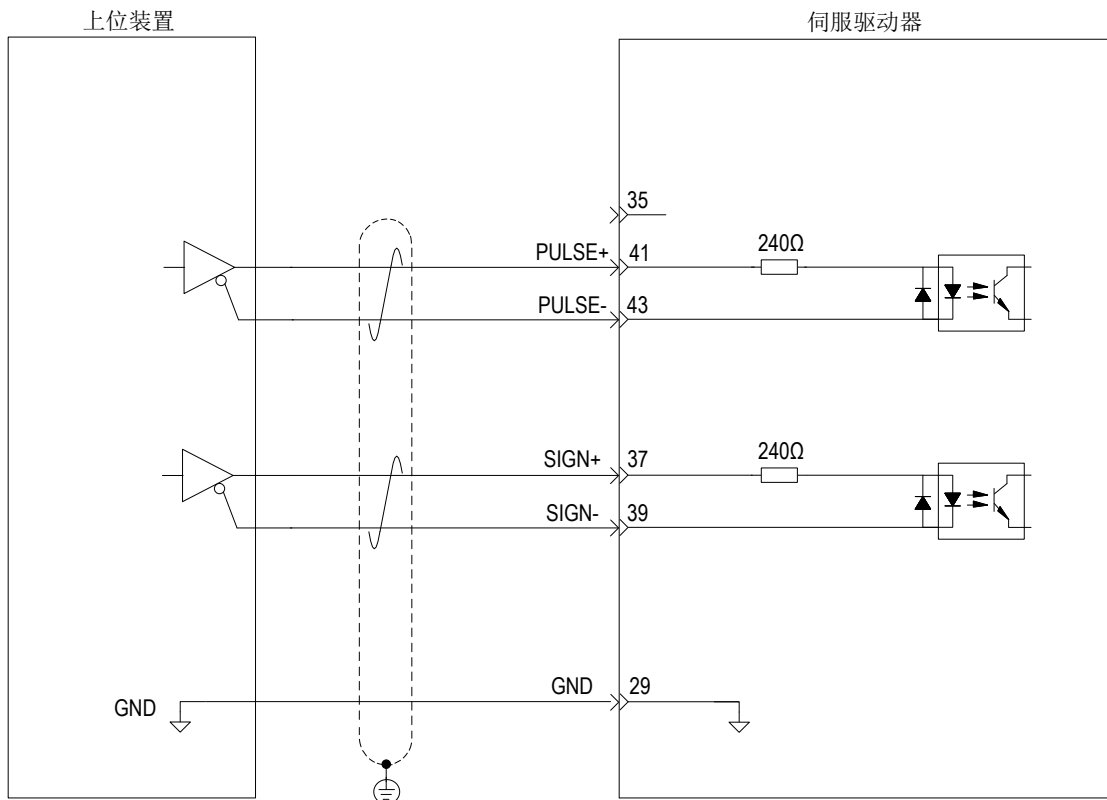 上位装置
伺服驱动器
35
PULSE+ 41
240Ω
PULSE- 43
SIGN+ 37
240Ω
SIGN- 39
GND
GND 29